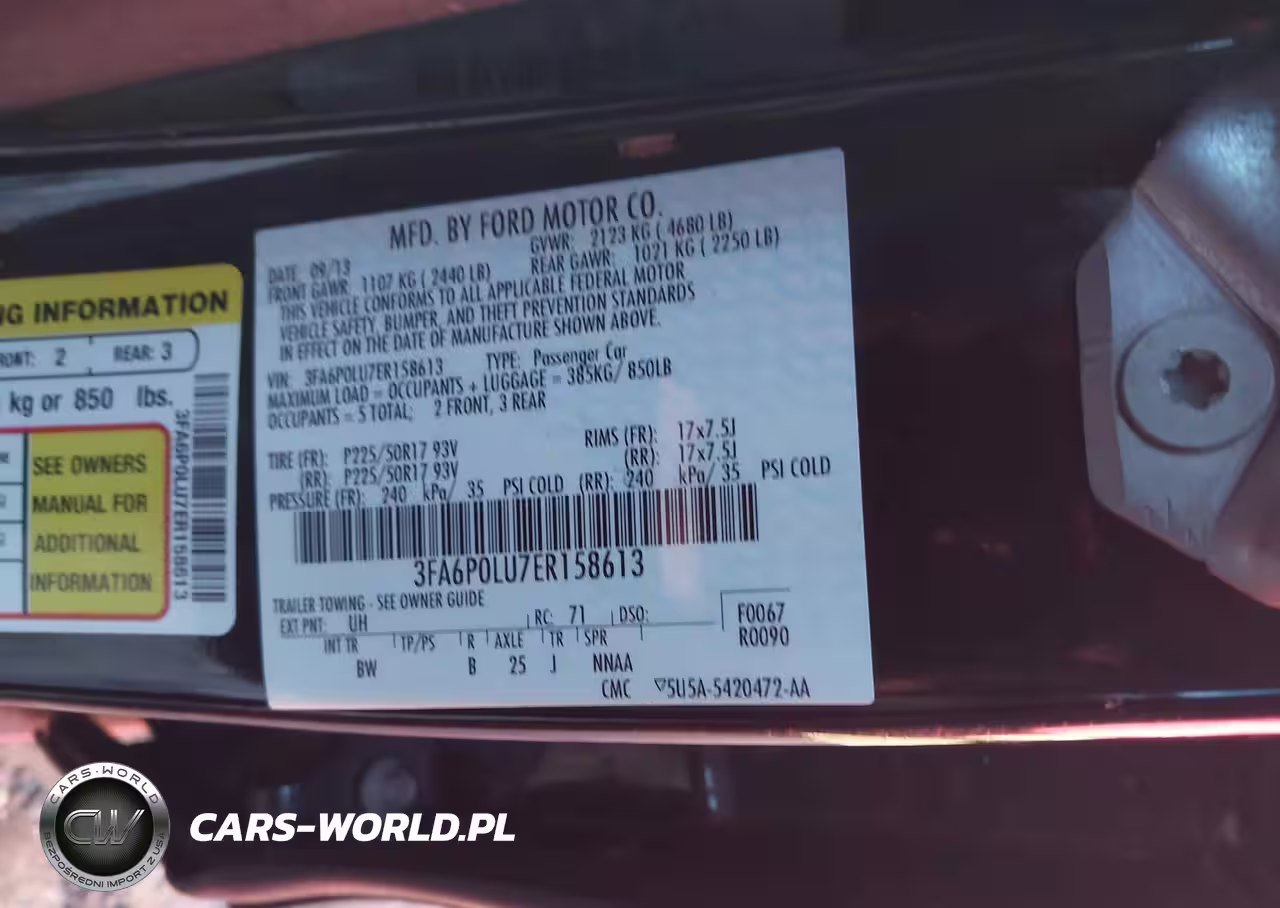 MFD. BY FORD MOTOR CO.
DATE: 09/13 GVWR: 2123 KG ( 4680 LB)
FRONT GAWR: 1107 KG ( 2440 LB) REAR GAWR: 1021 KG ( 2250 LB)
THIS VEHICLE CONFORMS TO ALL APPLICABLE FEDERAL MOTOR
VEHICLE SAFETY, BUMPER, AND THEFT PREVENTION STANDARDS
IN EFFECT ON THE DATE OF MANUFACTURE SHOWN ABOVE.
VIN: 3FA6P0LU7ER158613 TYPE: Passenger Car
MAXIMUM LOAD = OCCUPANTS + LUGGAGE = 385KG/ 850LB
OCCUPANTS = 5 TOTAL; 2 FRONT, 3 REAR
TIRE (FR): P225/50R17 93V RIMS (FR): 17x7.5J
(RR): P225/50R17 93V (RR): 17x7.5J
PRESSURE (FR): 240 kPa/ 35 PSI COLD (RR): 240 kPa/ 35 PSI COLD
3FA6P0LU7ER158613
TRAILER TOWING - SEE OWNER GUIDE
EXT PNT: UH RC: 71 DSO: F0067
INT TR TP/PS R AXLE TR SPR R0090
BW B 25 J NNAA
CMC ▽5U5A-5420472-AA
NG INFORMATION
RONT: 2 REAR: 3
kg or 850 lbs.
SEE OWNERS
MANUAL FOR
ADDITIONAL
INFORMATION
3FA6P0LU7ER158613
CARS-WORLD
CW
BEZPOŚREDNI IMPORT Z USA
CARS-WORLD.PL